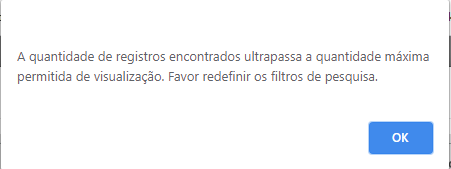 A quantidade de registros encontrados ultrapassa a quantidade máxima
permitida de visualização. Favor redefinir os filtros de pesquisa.
OK